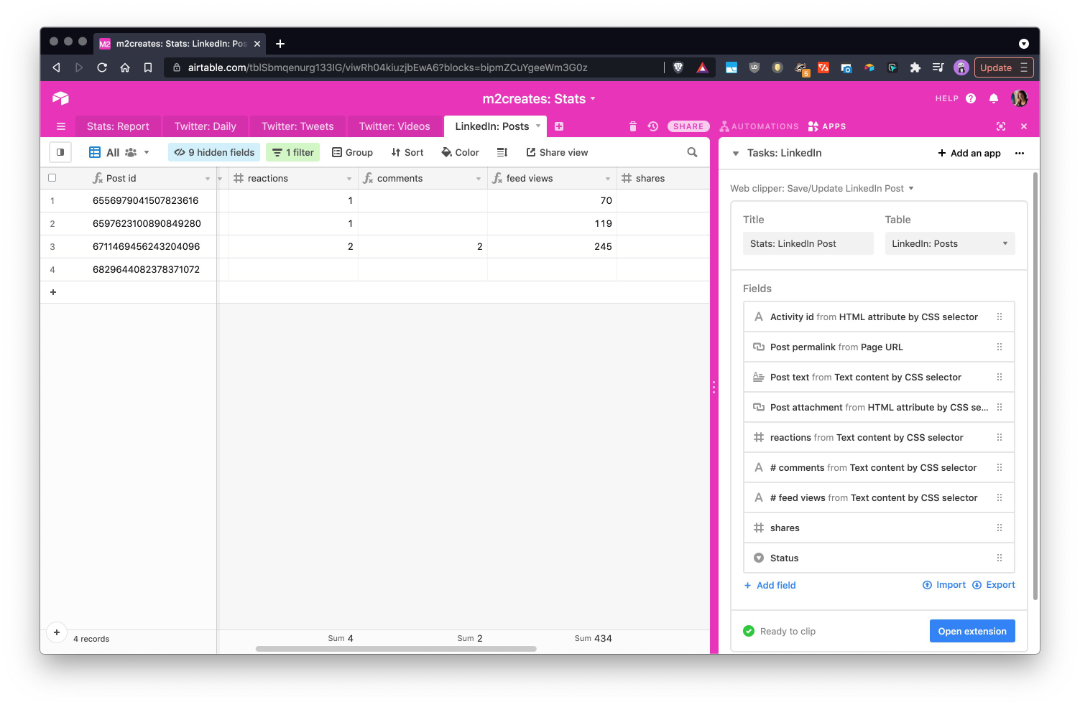 M2 m2creates: Stats: LinkedIn: Pos × +
airtable.com/tblSbmqenurg133IG/viwRh04kiuzjbEwA6?blocks=bipmZCuYgeeWm3G0z
Update
m2creates: Stats
HELP
Stats: Report
Twitter: Daily
Twitter: Tweets
Twitter: Videos
LinkedIn: Posts
SHARE
AUTOMATIONS
APPS
All
9 hidden fields
1 filter
Group
Sort
Color
Share view
Post id
reactions
comments
feed views
shares
1 6556979041507823616 1 70
2 6597623100890849280 1 119
3 6711469456243204096 2 2 245
4 6829644082378371072
+
+ 4 records
Sum 4
Sum 2
Sum 434
Tasks: LinkedIn
+ Add an app
Web clipper: Save/Update LinkedIn Post
Title
Table
Stats: LinkedIn Post
LinkedIn: Posts
Fields
A Activity id from HTML attribute by CSS selector
Post permalink from Page URL
Post text from Text content by CSS selector
Post attachment from HTML attribute by CSS se...
reactions from Text content by CSS selector
A # comments from Text content by CSS selector
A # feed views from Text content by CSS selector
shares
Status
+ Add field
Import
Export
Ready to clip
Open extension